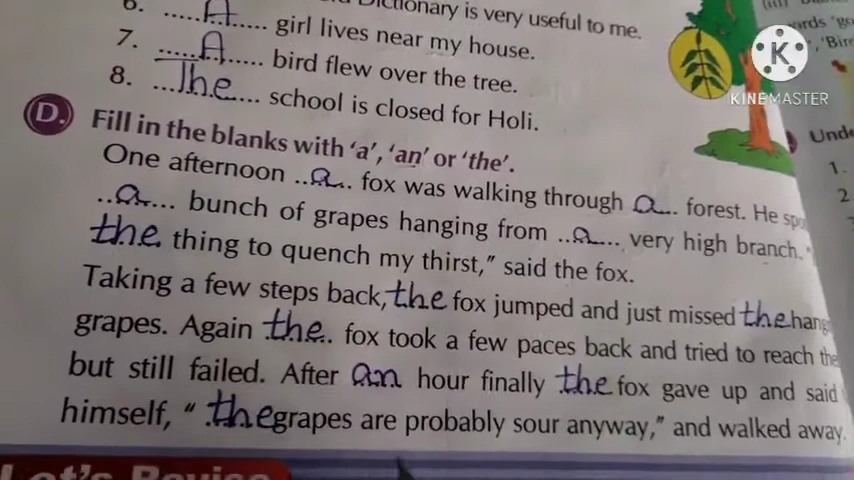 6. ......A...... Dictionary is very useful to me.
7. ......A...... girl lives near my house.
8. ...The... bird flew over the tree.
school is closed for Holi.
KINEMASTER
D. Fill in the blanks with 'a', 'an' or 'the'.
One afternoon ..a... fox was walking through a... forest. He spo
..a.... bunch of grapes hanging from ..a.... very high branch. "
the thing to quench my thirst," said the fox.
Taking a few steps back, the fox jumped and just missed the hang
grapes. Again the.. fox took a few paces back and tried to reach the
but still failed. After an hour finally the fox gave up and said
himself, " the grapes are probably sour anyway," and walked away.
Let's Revise
ords 'go
', 'Bir
Unde
1.
2